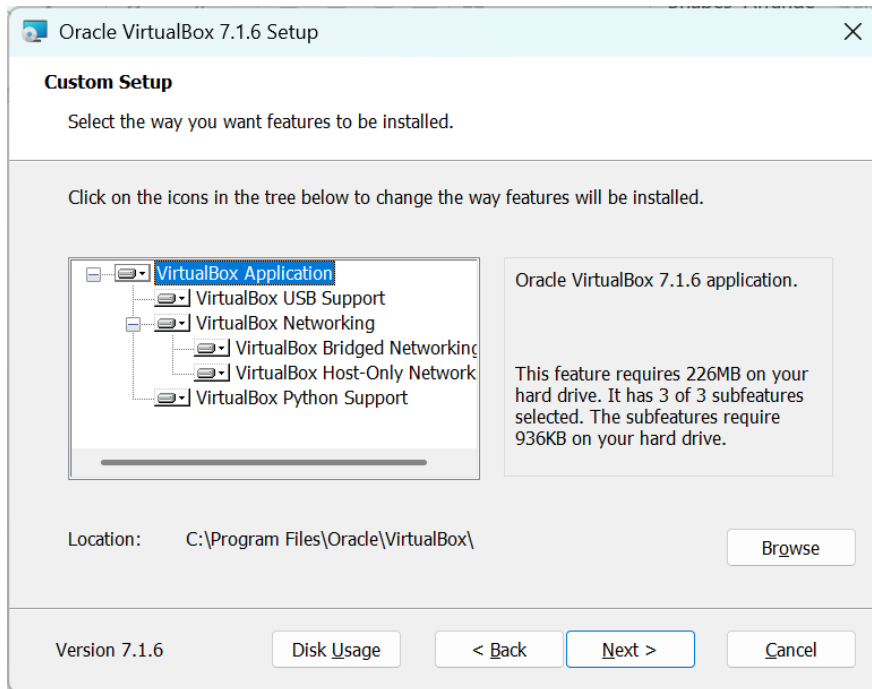 Oracle VirtualBox 7.1.6 Setup
Custom Setup
Select the way you want features to be installed.
Click on the icons in the tree below to change the way features will be installed.
VirtualBox Application
VirtualBox USB Support
VirtualBox Networking
VirtualBox Bridged Networking
VirtualBox Host-Only Network
VirtualBox Python Support
Oracle VirtualBox 7.1.6 application.
This feature requires 226MB on your
hard drive. It has 3 of 3 subfeatures
selected. The subfeatures require
936KB on your hard drive.
Location: C:\Program Files\Oracle\VirtualBox\
Browse
Version 7.1.6 Disk Usage < Back Next > Cancel